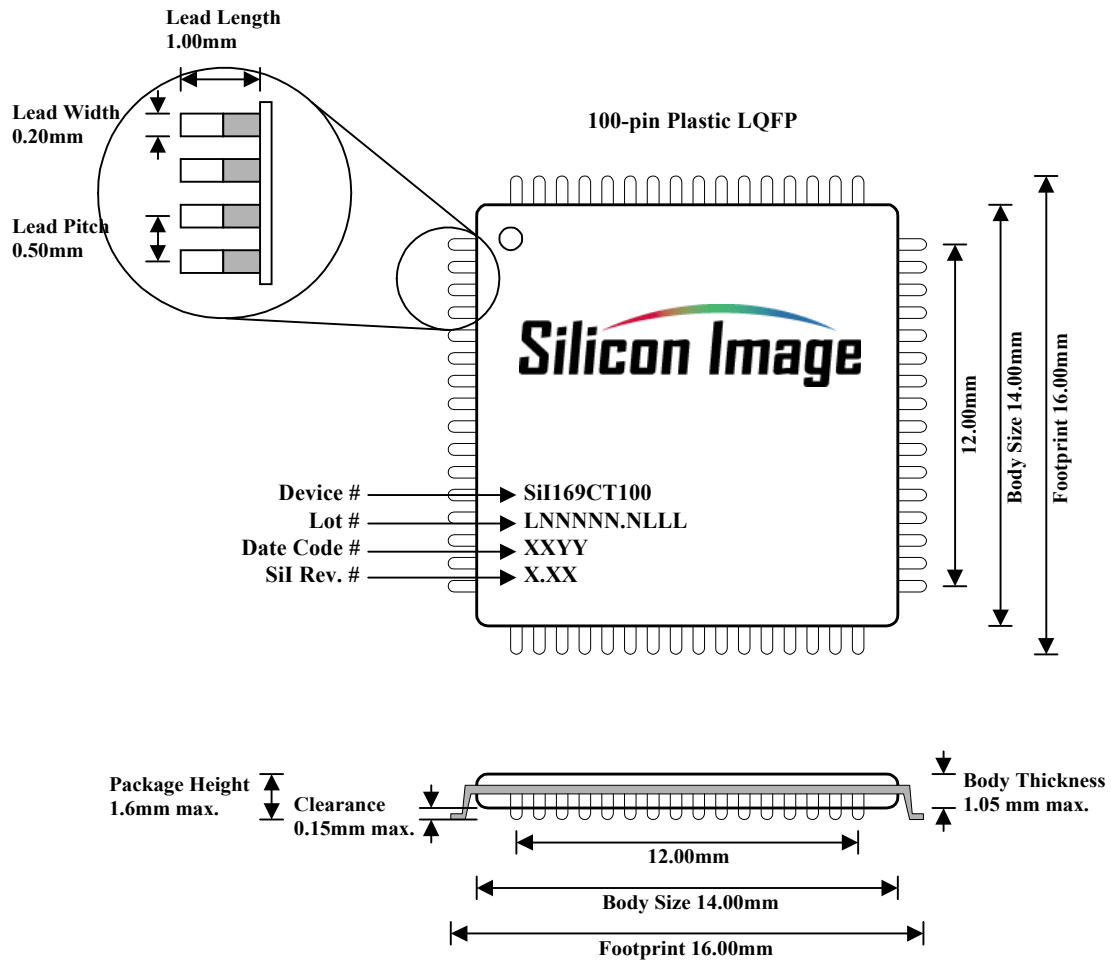 Lead Length
1.00mm
Lead Width
0.20mm
Lead Pitch
0.50mm
100-pin Plastic LQFP
Silicon Image
Device #
SiI169CT100
Lot #
LNNNNN.NLLL
Date Code #
XXYY
SiI Rev. #
X.XX
12.00mm
Body Size 14.00mm
Footprint 16.00mm
Package Height
1.6mm max.
Clearance
0.15mm max.
Body Thickness
1.05 mm max.
12.00mm
Body Size 14.00mm
Footprint 16.00mm